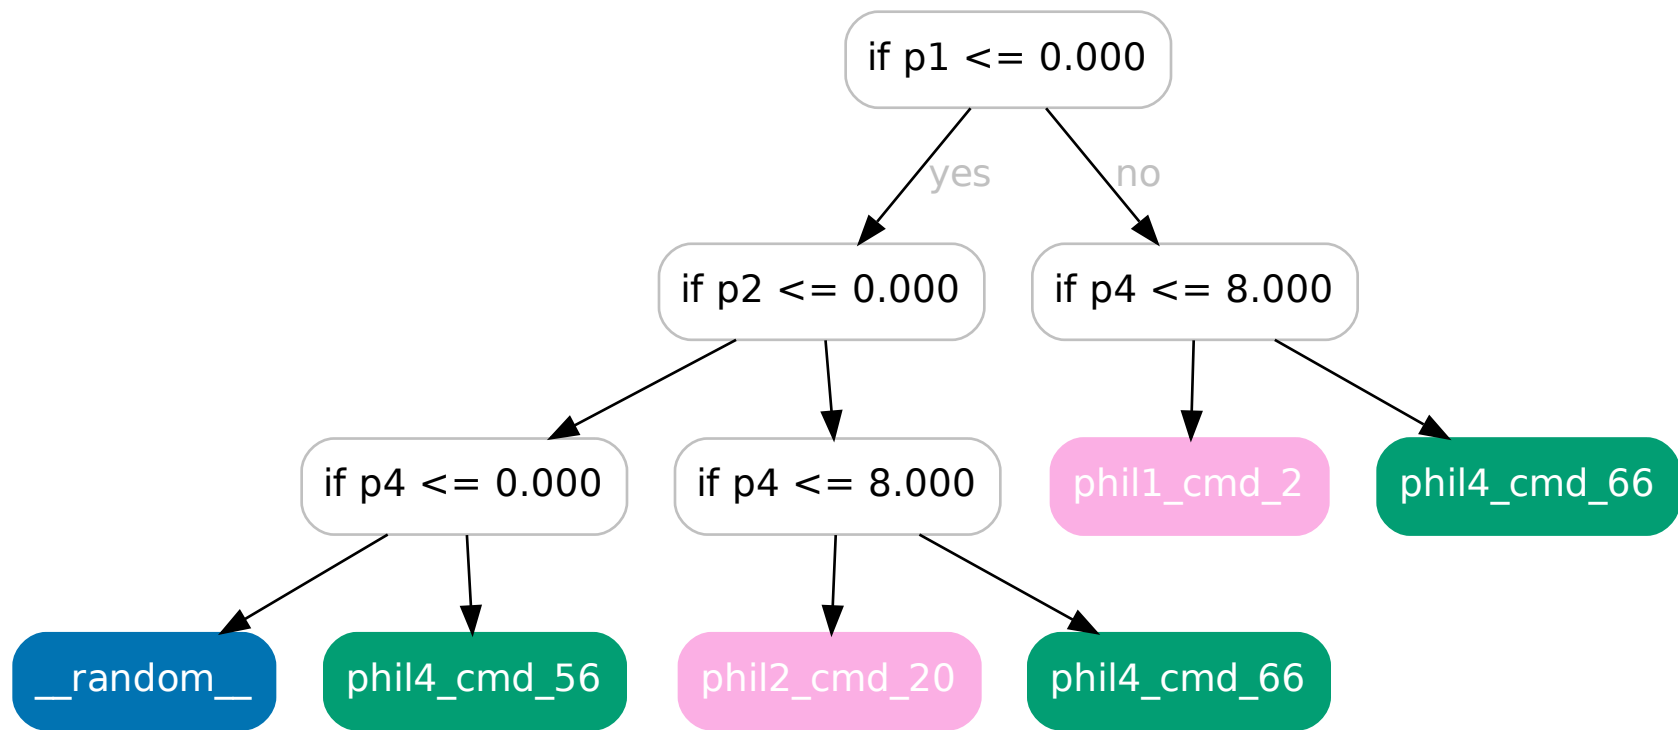 if p1 <= 0.000
yes
no
if p2 <= 0.000
if p4 <= 8.000
if p4 <= 0.000
if p4 <= 8.000
phil1_cmd_2
phil4_cmd_66
__random__
phil4_cmd_56
phil2_cmd_20
phil4_cmd_66